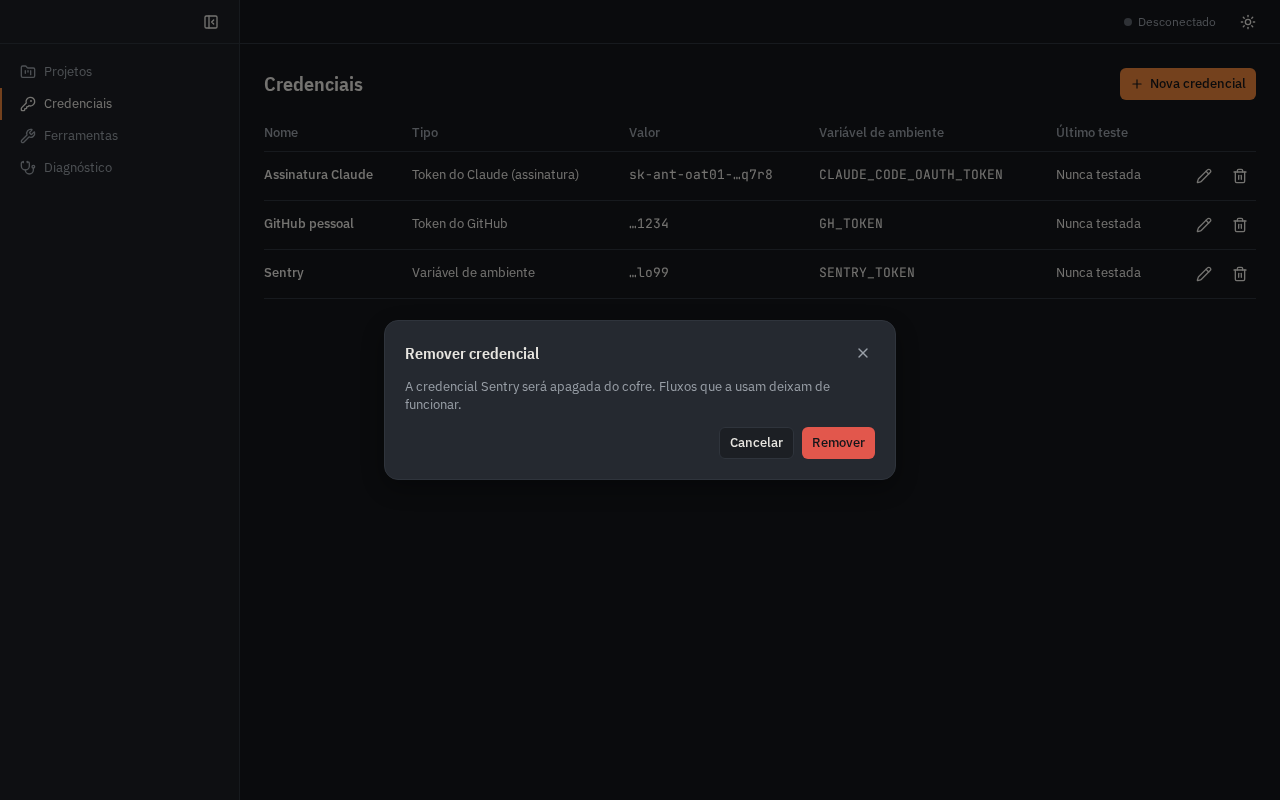 Desconectado
Projetos
Credenciais
Ferramentas
Diagnóstico
Credenciais
Nova credencial
Nome Tipo Valor Variável de ambiente Último teste
Assinatura Claude Token do Claude (assinatura) sk-ant-oat01-…q7r8 CLAUDE_CODE_OAUTH_TOKEN Nunca testada
GitHub pessoal Token do GitHub …1234 GH_TOKEN Nunca testada
Sentry Variável de ambiente …lo99 SENTRY_TOKEN Nunca testada
Remover credencial
A credencial Sentry será apagada do cofre. Fluxos que a usam deixam de
funcionar.
Cancelar Remover